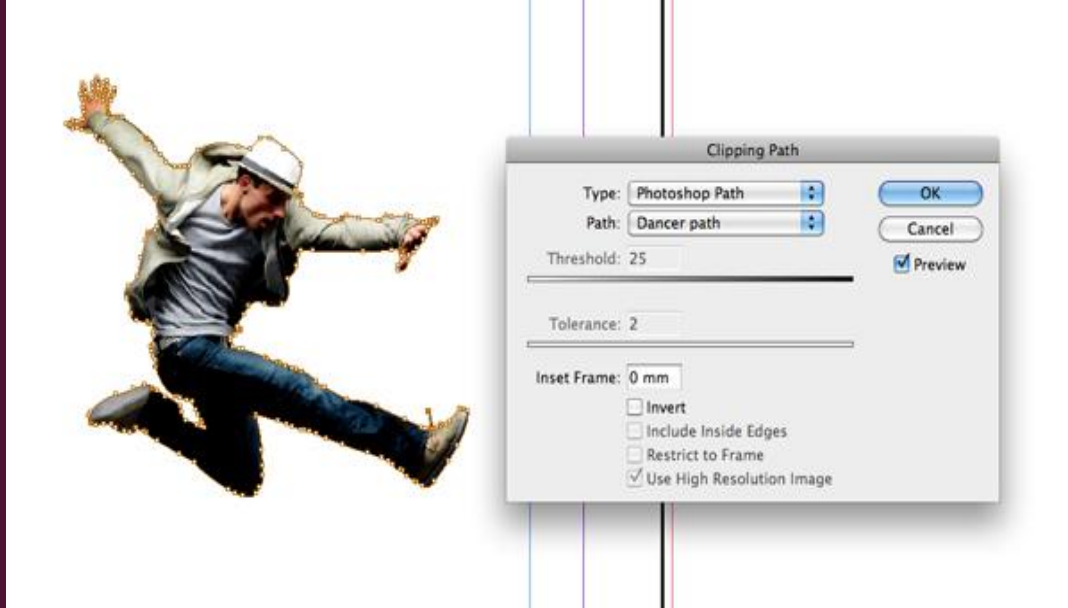 Clipping Path
Type: Photoshop Path
OK
Path: Dancer path
Cancel
Threshold: 25
Preview
Tolerance: 2
Inset Frame: 0 mm
Invert
Include Inside Edges
Restrict to Frame
Use High Resolution Image